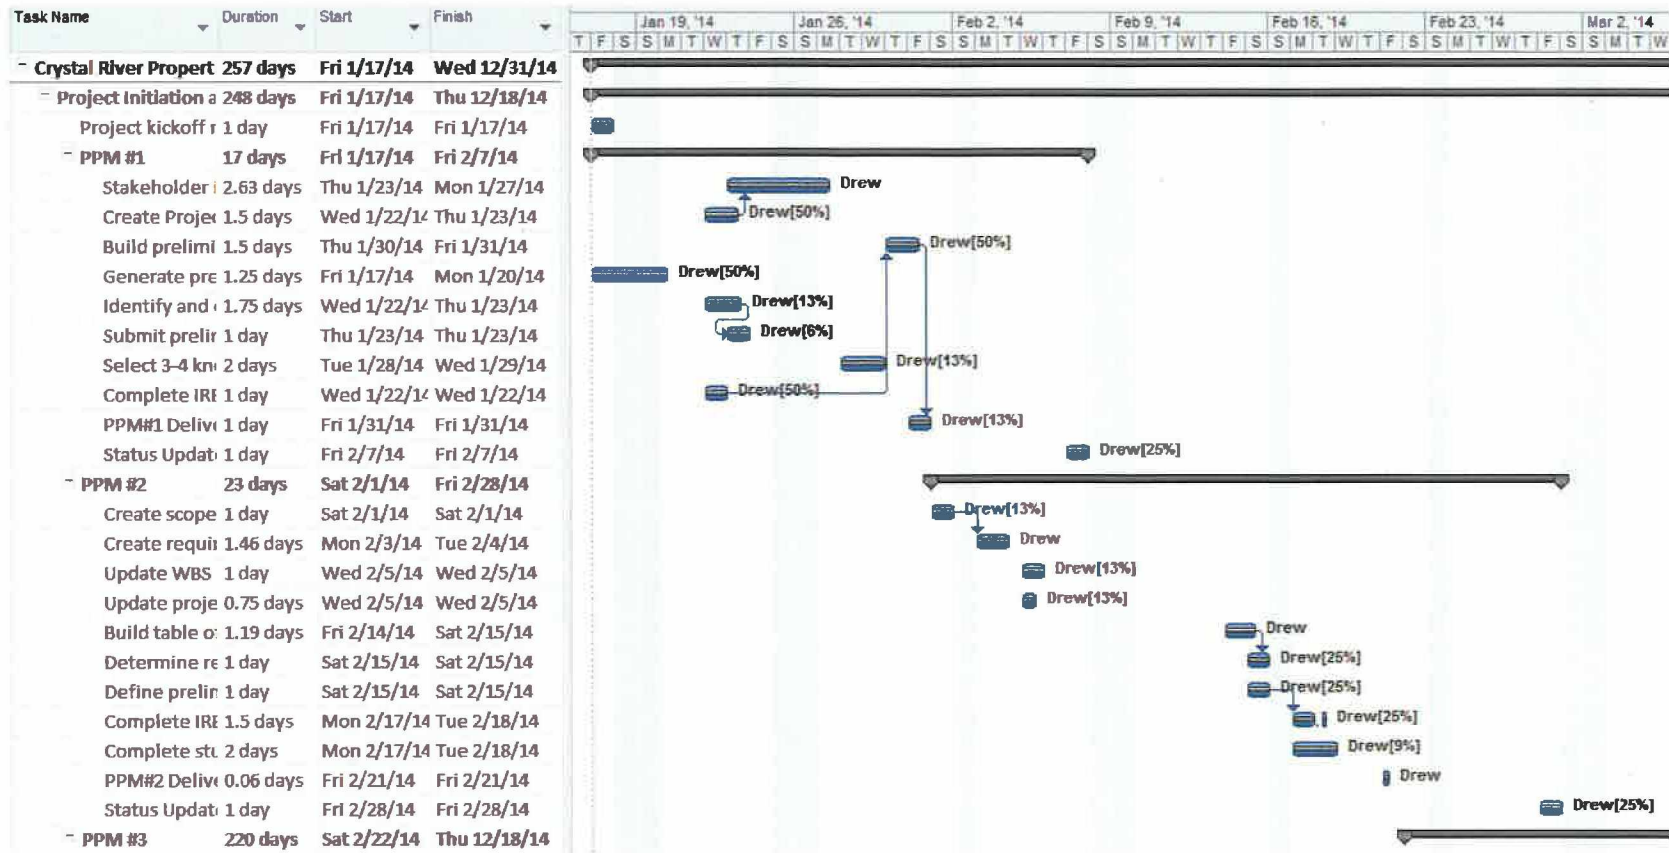 Task Name Duration Start Finish Jan 19, '14 Jan 26, '14 Feb 2, '14 Feb 9, '14 Feb 16, '14 Feb 23, '14 Mar 2, '14
T F S S M T W T F S S M T W T F S S M T W T F S S M T W T F S S M T W T F S S M T W T F S S M T W
Crystal River Propert 257 days Fri 1/17/14 Wed 12/31/14
Project Initiation a 248 days Fri 1/17/14 Thu 12/18/14
Project kickoff r 1 day Fri 1/17/14 Fri 1/17/14
PPM #1 17 days Fri 1/17/14 Fri 2/7/14
Stakeholder i 2.63 days Thu 1/23/14 Mon 1/27/14 Drew
Create Projec 1.5 days Wed 1/22/14 Thu 1/23/14 Drew[50%]
Build prelimi 1.5 days Thu 1/30/14 Fri 1/31/14 Drew[50%]
Generate pre 1.25 days Fri 1/17/14 Mon 1/20/14 Drew[50%]
Identify and 1.75 days Wed 1/22/14 Thu 1/23/14 Drew[13%]
Submit prelir 1 day Thu 1/23/14 Thu 1/23/14 Drew[6%]
Select 3-4 kn 2 days Tue 1/28/14 Wed 1/29/14 Drew[13%]
Complete IRE 1 day Wed 1/22/14 Wed 1/22/14 Drew[50%]
PPM#1 Delive 1 day Fri 1/31/14 Fri 1/31/14 Drew[13%]
Status Updat 1 day Fri 2/7/14 Fri 2/7/14 Drew[25%]
PPM #2 23 days Sat 2/1/14 Fri 2/28/14
Create scope 1 day Sat 2/1/14 Sat 2/1/14 Drew[13%]
Create requir 1.46 days Mon 2/3/14 Tue 2/4/14 Drew
Update WBS 1 day Wed 2/5/14 Wed 2/5/14 Drew[13%]
Update proje 0.75 days Wed 2/5/14 Wed 2/5/14 Drew[13%]
Build table o 1.19 days Fri 2/14/14 Sat 2/15/14 Drew
Determine re 1 day Sat 2/15/14 Sat 2/15/14 Drew[25%]
Define prelir 1 day Sat 2/15/14 Sat 2/15/14 Drew[25%]
Complete IRE 1.5 days Mon 2/17/14 Tue 2/18/14 Drew[25%]
Complete stu 2 days Mon 2/17/14 Tue 2/18/14 Drew[9%]
PPM#2 Delive 0.06 days Fri 2/21/14 Fri 2/21/14 Drew
Status Updat 1 day Fri 2/28/14 Fri 2/28/14 Drew[25%]
PPM #3 220 days Sat 2/22/14 Thu 12/18/14